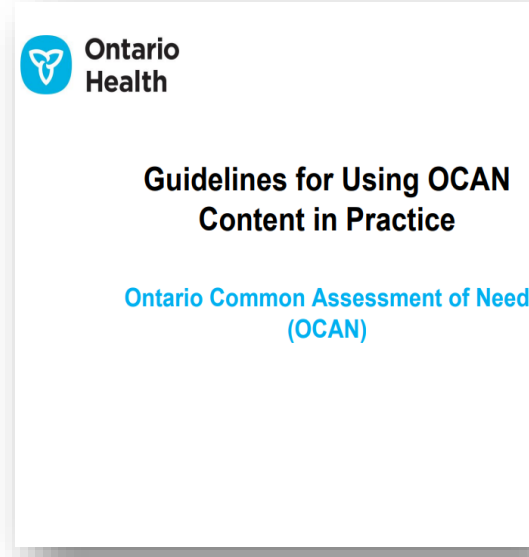 Ontario
Health
Guidelines for Using OCAN
Content in Practice
Ontario Common Assessment of Need
(OCAN)